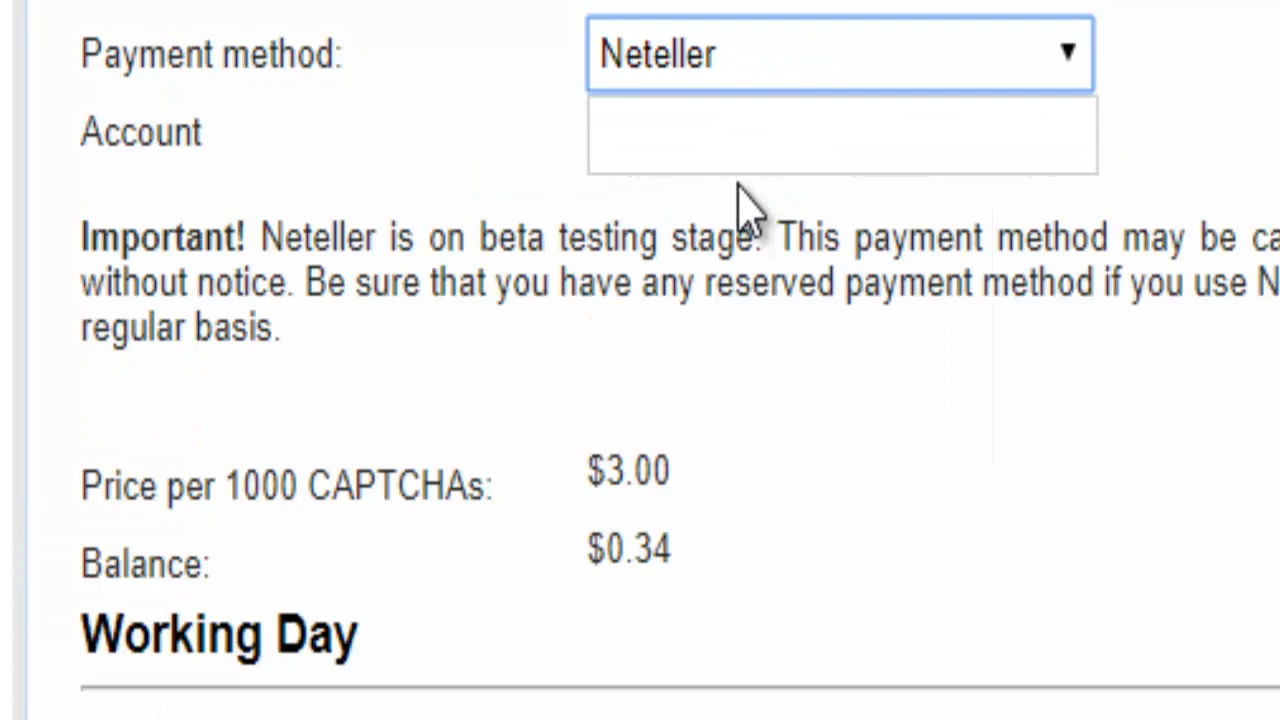 Payment method: Neteller
Account
Important! Neteller is on beta testing stage. This payment method may be
without notice. Be sure that you have any reserved payment method if you use
regular basis.
Price per 1000 CAPTCHAs: $3.00
Balance: $0.34
Working Day